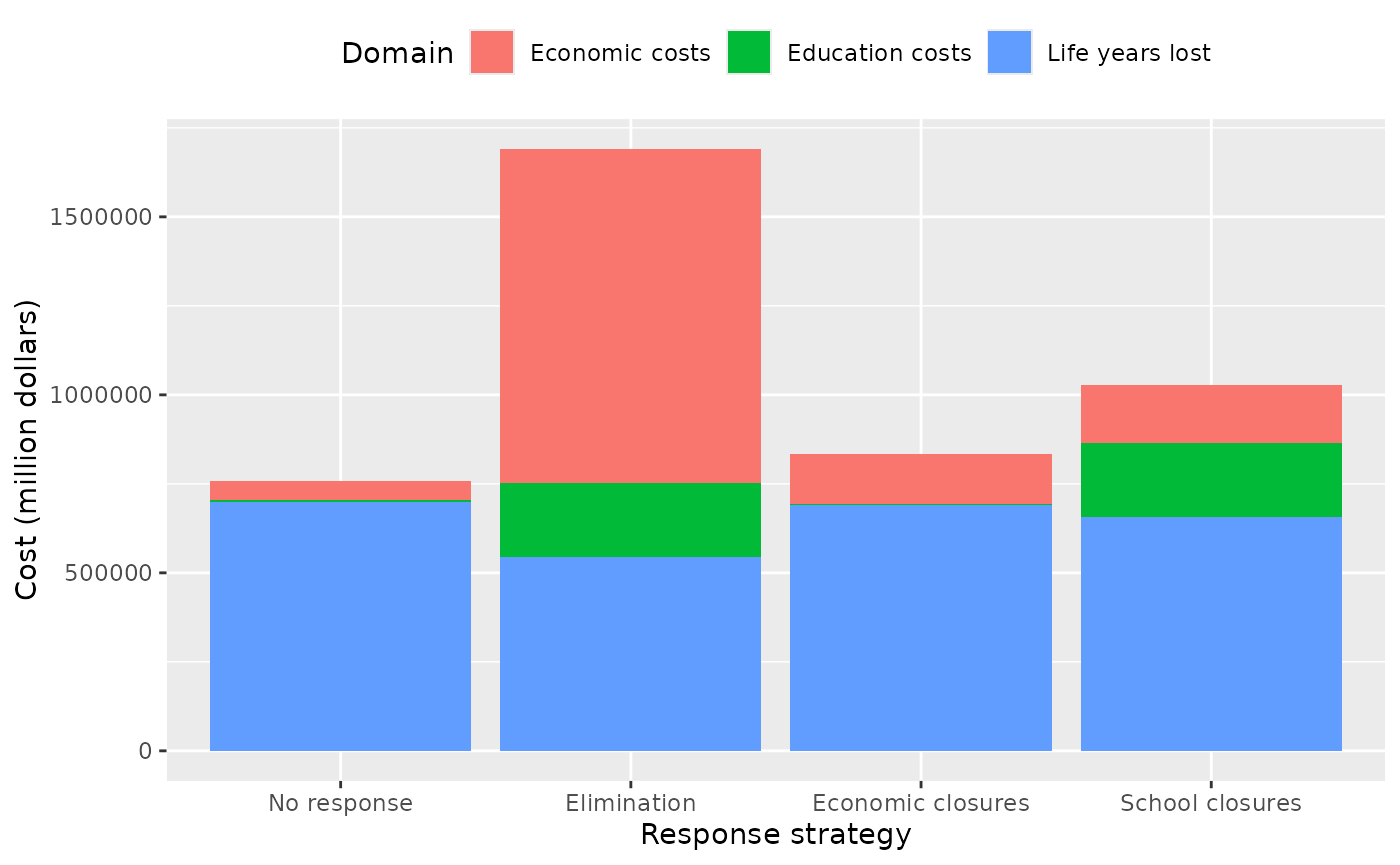 Domain Economic costs Education costs Life years lost
Cost (million dollars)
1500000
1000000
500000
0
No response Elimination Economic closures School closures
Response strategy